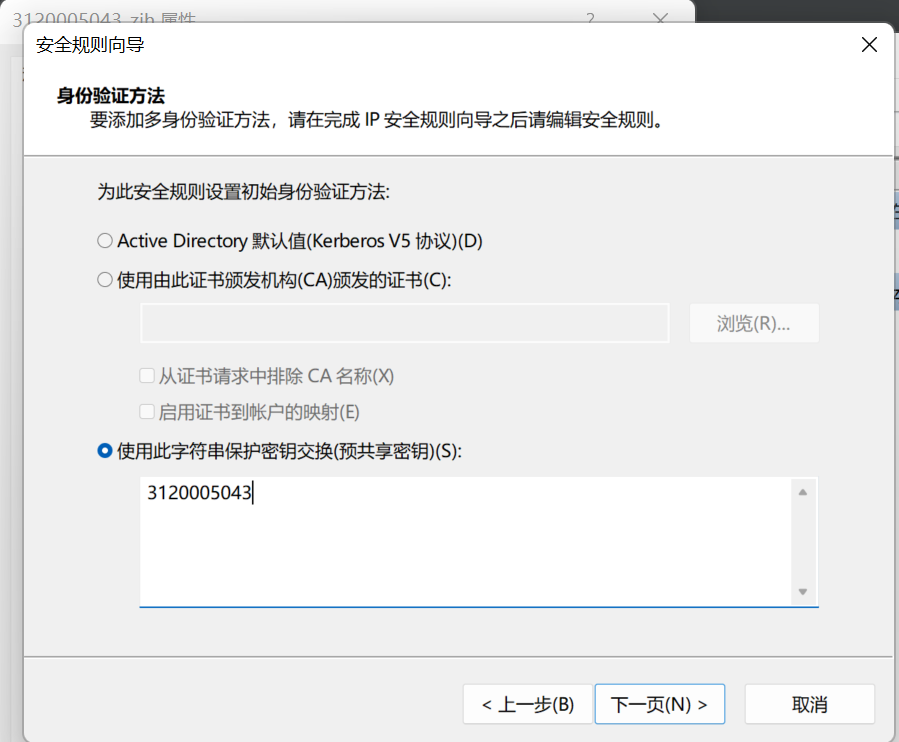 3120005043_zjh 属性
安全规则向导
身份验证方法
要添加多身份验证方法，请在完成 IP 安全规则向导之后请编辑安全规则。
为此安全规则设置初始身份验证方法:
Active Directory 默认值(Kerberos V5 协议)(D)
使用由此证书颁发机构(CA)颁发的证书(C):
浏览(R)...
从证书请求中排除 CA 名称(X)
启用证书到帐户的映射(E)
使用此字符串保护密钥交换(预共享密钥)(S):
3120005043
< 上一步(B) 下一页(N) > 取消